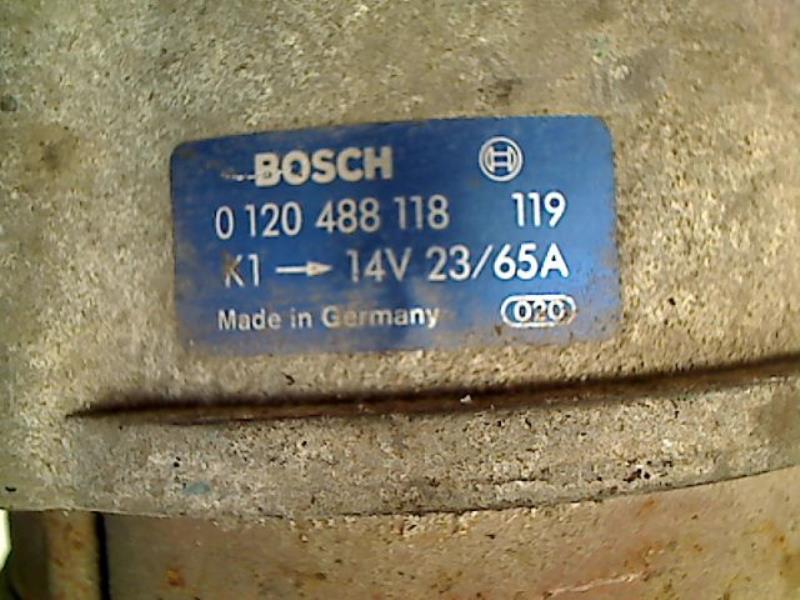 BOSCH
0 120 488 118 119
K1 → 14V 23/65A
Made in Germany 020